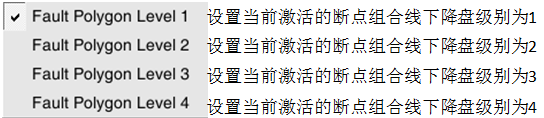 ✓ Fault Polygon Level 1 设置当前激活的断点组合线下降盘级别为1
Fault Polygon Level 2 设置当前激活的断点组合线下降盘级别为2
Fault Polygon Level 3 设置当前激活的断点组合线下降盘级别为3
Fault Polygon Level 4 设置当前激活的断点组合线下降盘级别为4